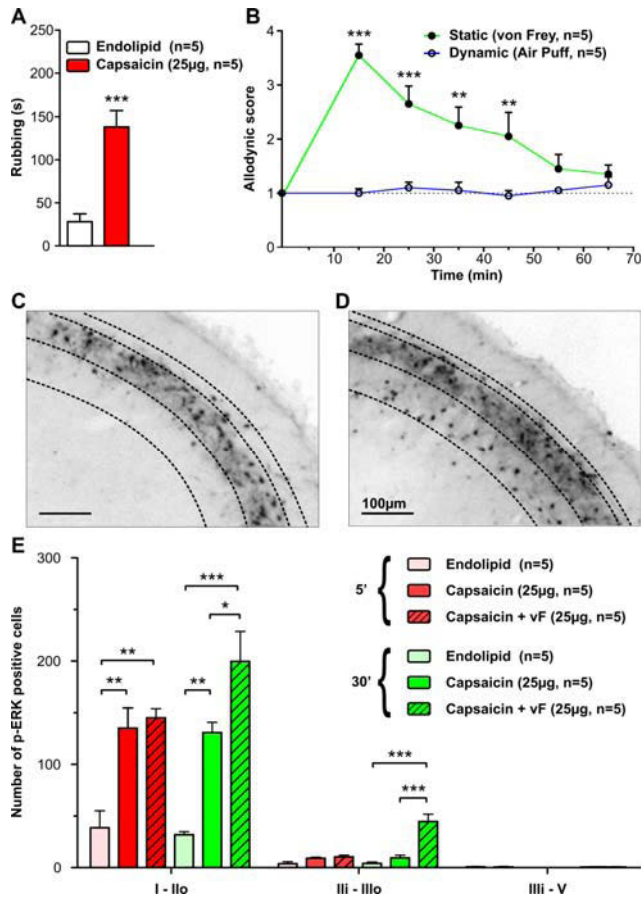 A
Endolipid (n=5)
Capsaicin (25µg, n=5)
Rubbing (s)
250
200
150
100
50
0
***
B
Static (von Frey, n=5)
Dynamic (Air Puff, n=5)
Allodynic score
4
3
2
1
0
***
***
**
**
10 20 30 40 50 60 70
Time (min)
C
D
100µm
E
Number of p-ERK positive cells
300
250
200
150
100
50
0
5'
Endolipid (n=5)
Capsaicin (25µg, n=5)
Capsaicin + vF (25µg, n=5)
30'
Endolipid (n=5)
Capsaicin (25µg, n=5)
Capsaicin + vF (25µg, n=5)
**
**
***
*
**
***
***
I - IIo IIi - IIIo IIIi - V